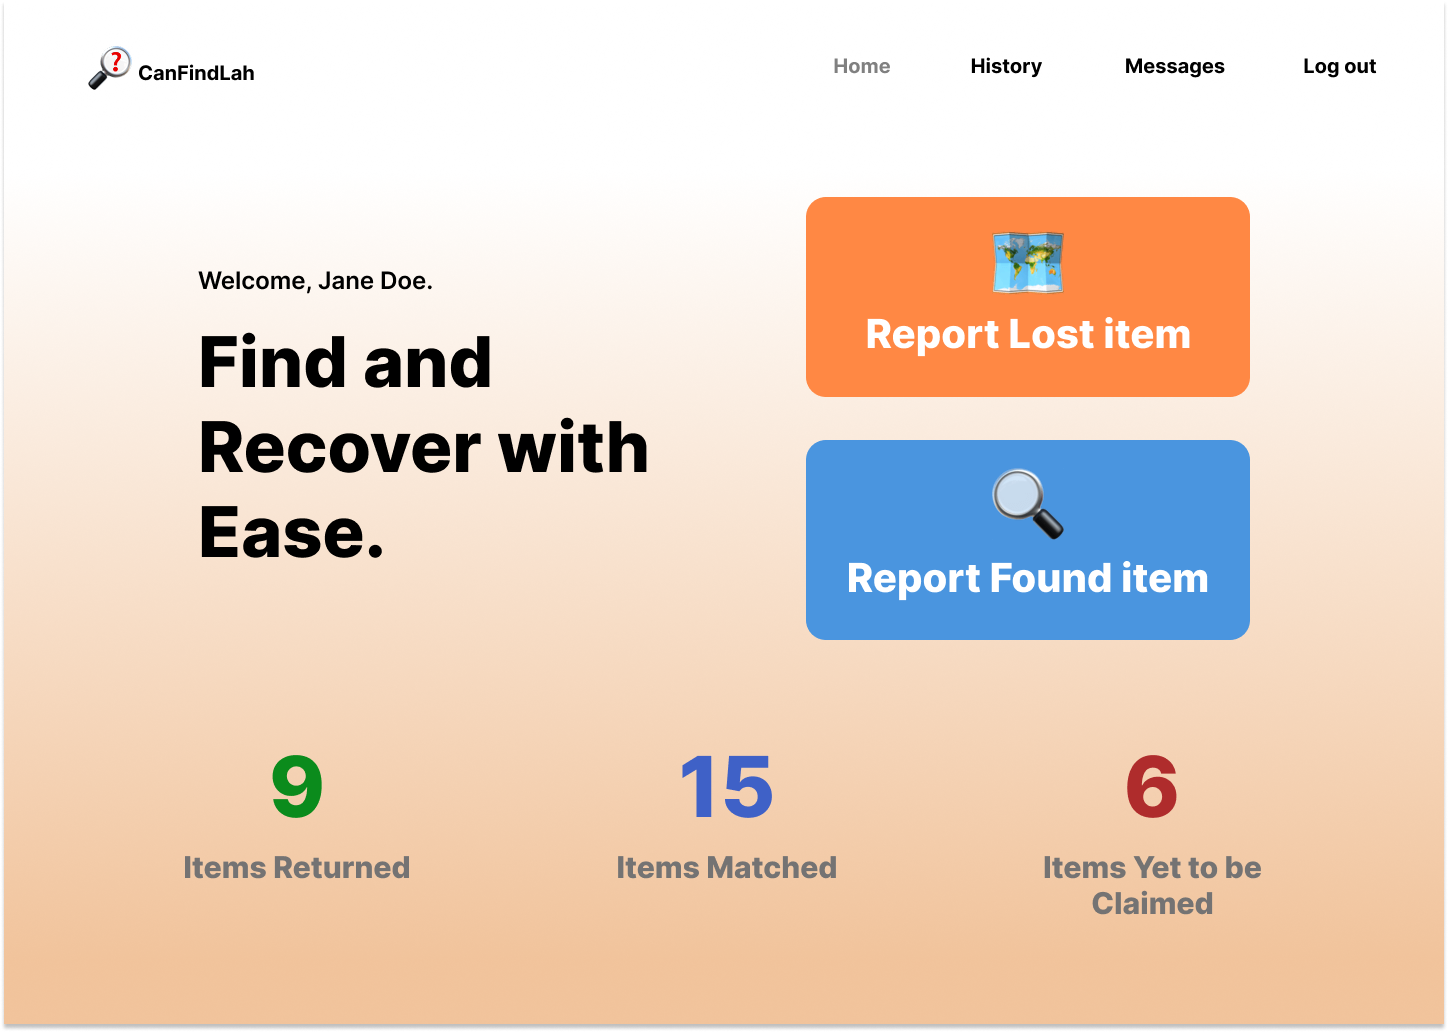 ?
CanFindLah
Home
History
Messages
Log out
Welcome, Jane Doe.
Find and
Recover with
Ease.
Report Lost item
Report Found item
9
Items Returned
15
Items Matched
6
Items Yet to be
Claimed